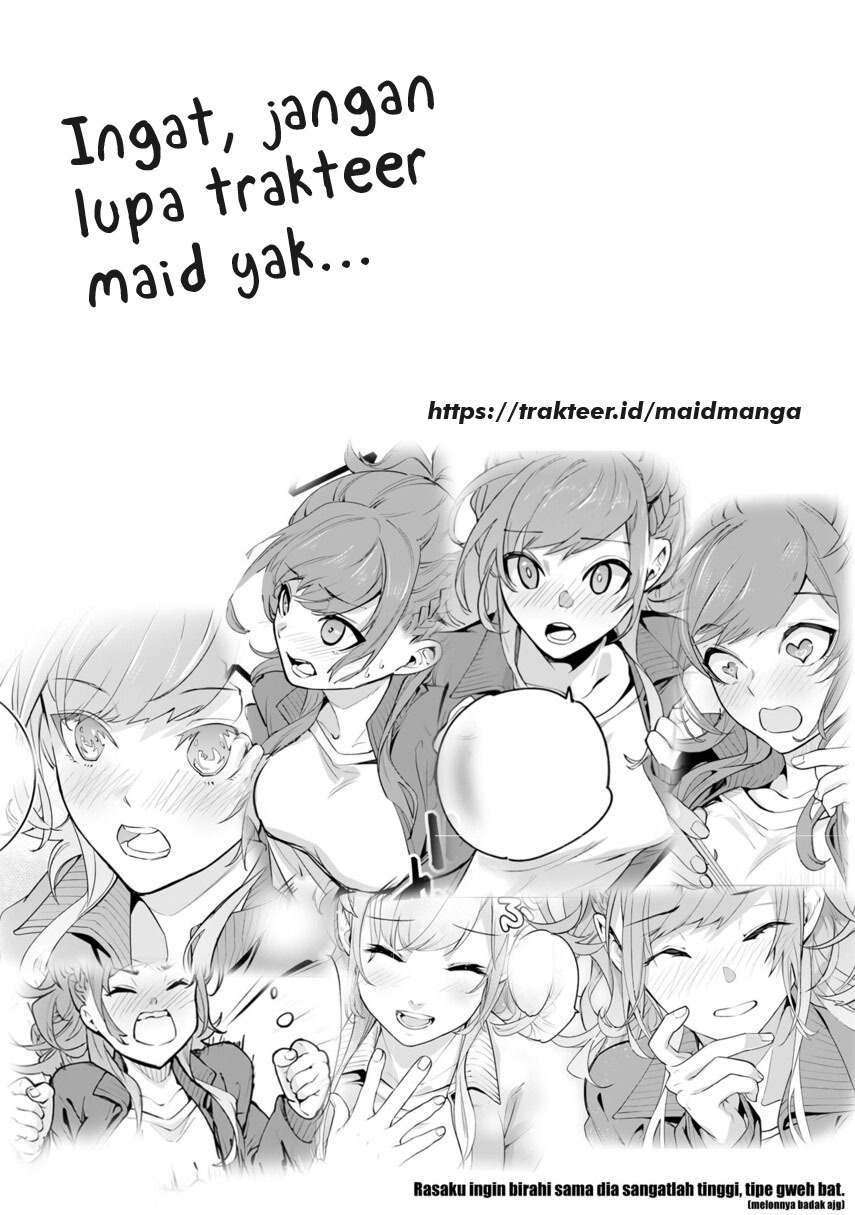 Ingat, jangan
lupa trakteer
maid yak...
https://trakteer.id/maidmanga
ふ
Rasaku ingin birahi sama dia sangatlah tinggi, tipe gweh bat.
(melonnya badak ajg)